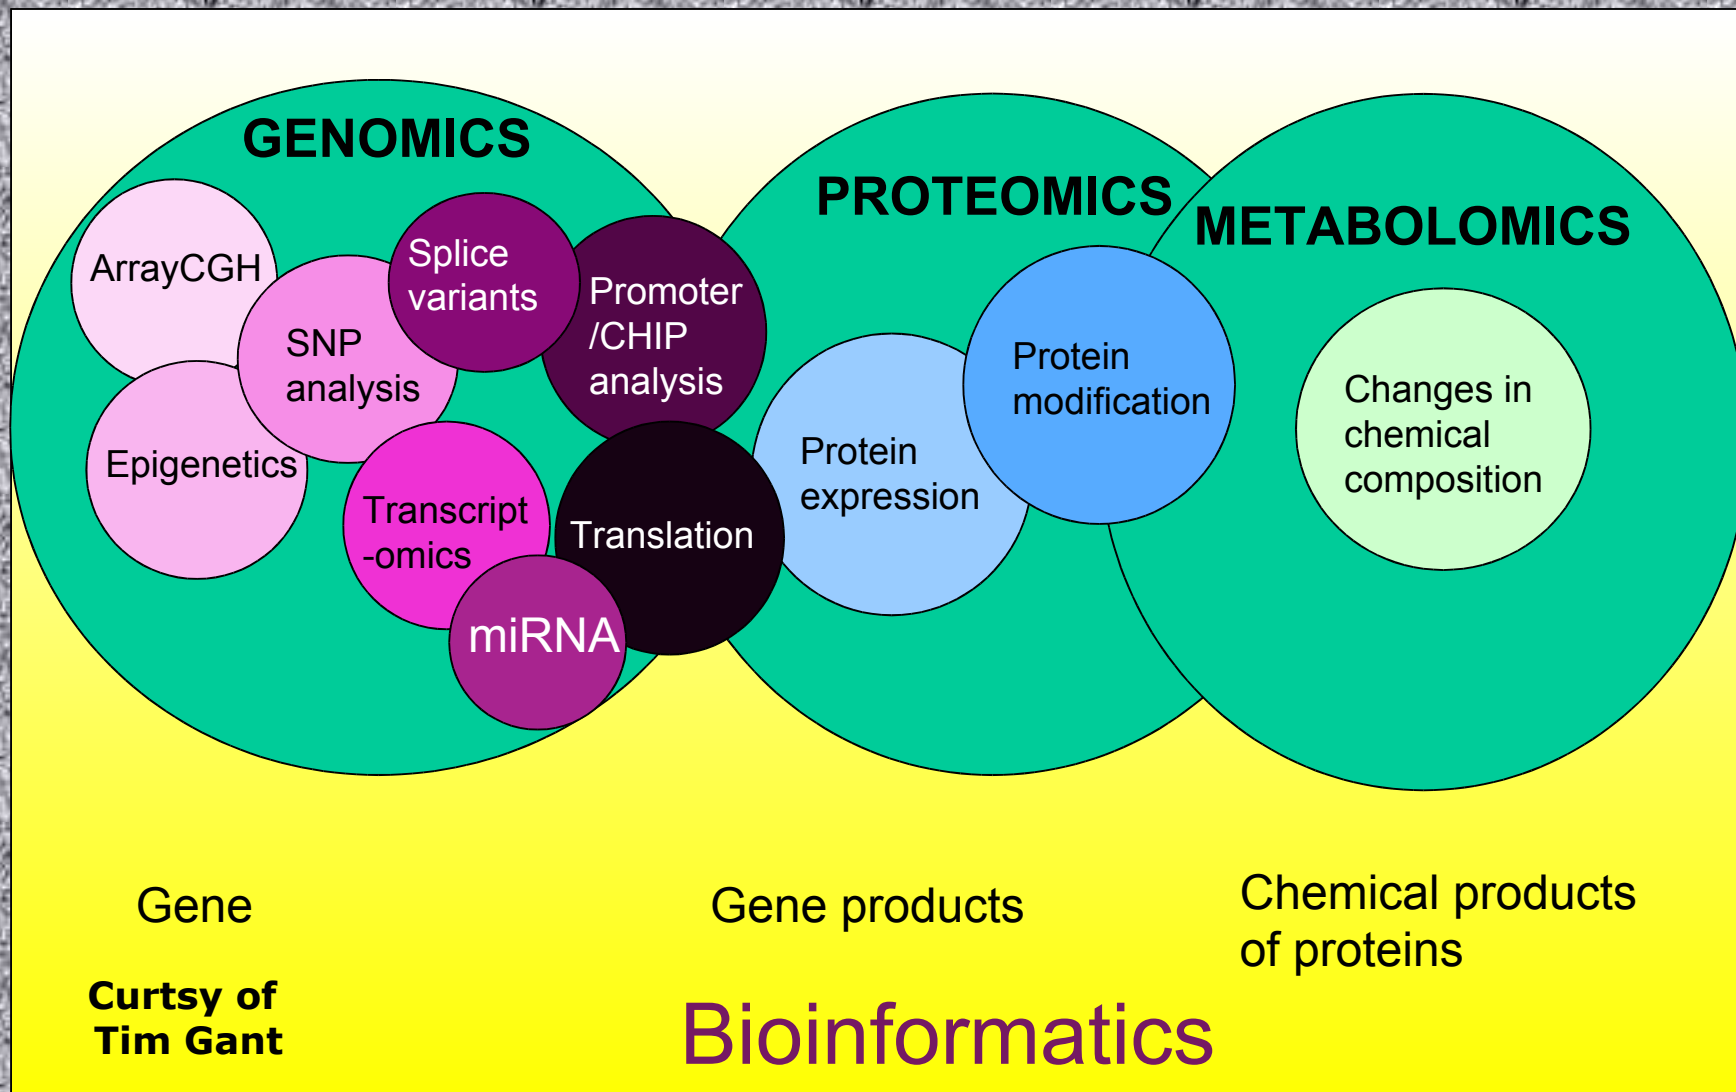 GENOMICS
PROTEOMICS
METABOLOMICS
ArrayCGH
Splice
variants
Promoter
/CHIP
analysis
SNP
analysis
Epigenetics
Transcript
-omics
Translation
miRNA
Protein
expression
Protein
modification
Changes in
chemical
composition
Gene
Gene products
Chemical products
of proteins
Curtsy of
Tim Gant
Bioinformatics